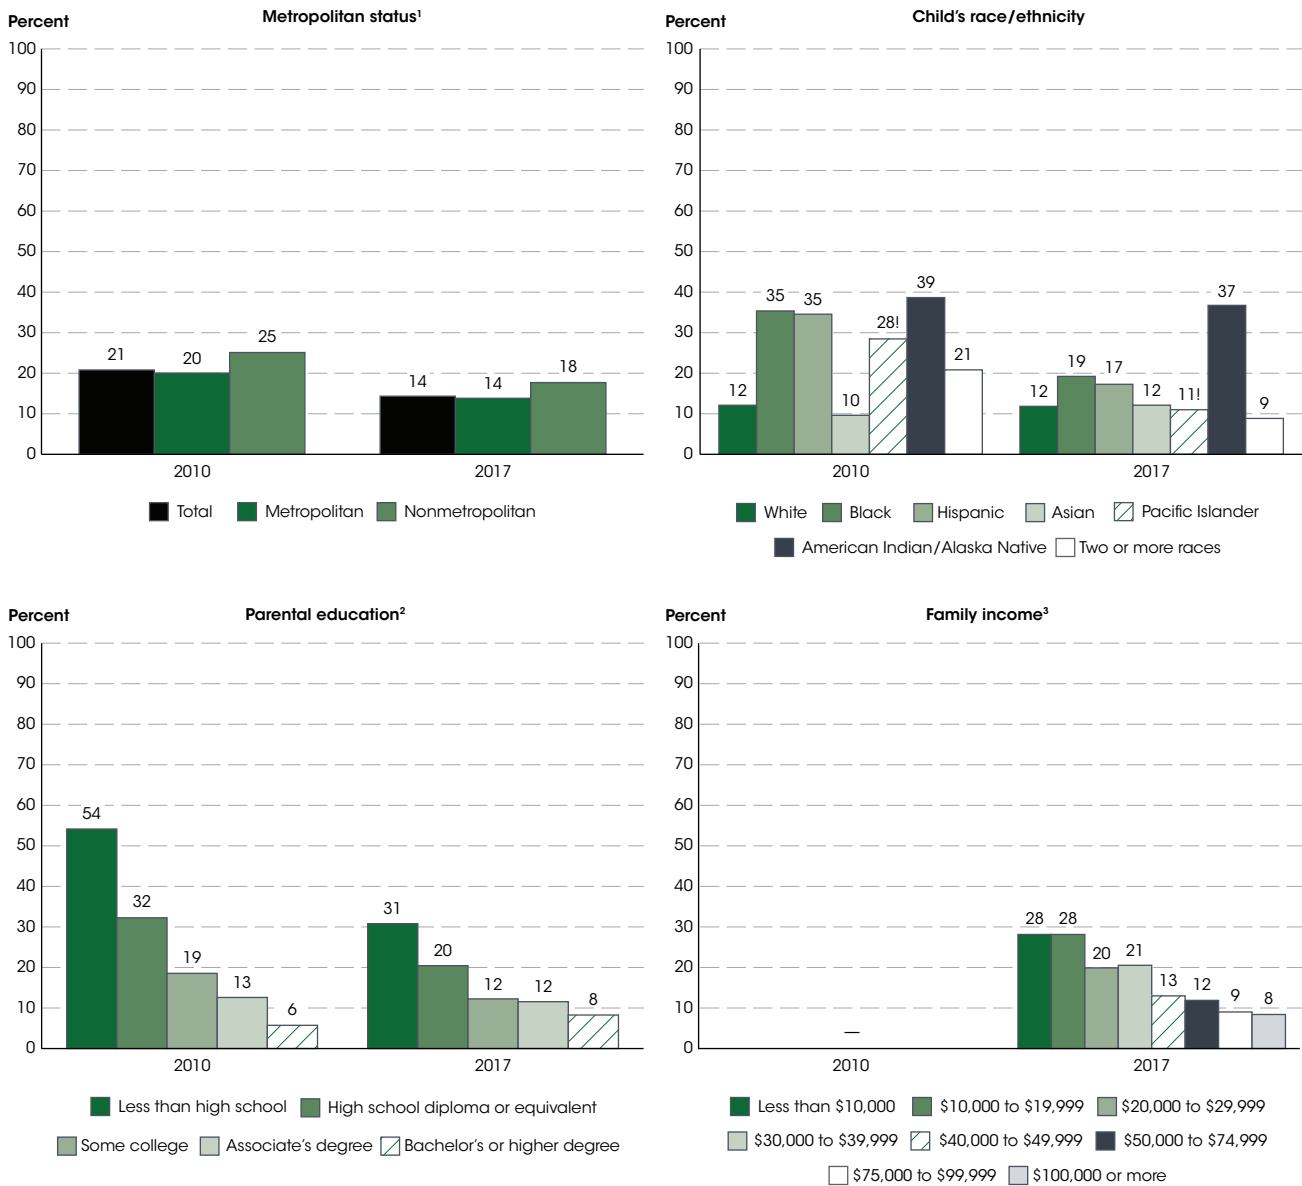 Percent
Metropolitan status¹
100
90
80
70
60
50
40
30
20
10
0
21
20
25
14
14
18
2010
2017
Total
Metropolitan
Nonmetropolitan
Percent
Child's race/ethnicity
100
90
80
70
60
50
40
30
20
10
0
12
35
35
10
28!
39
21
12
19
17
12
11!
37
9
2010
2017
White
Black
Hispanic
Asian
Pacific Islander
American Indian/Alaska Native
Two or more races
Percent
Parental education²
100
90
80
70
60
50
40
30
20
10
0
54
32
19
13
6
31
20
12
12
8
2010
2017
Less than high school
High school diploma or equivalent
Some college
Associate's degree
Bachelor's or higher degree
Percent
Family income³
100
90
80
70
60
50
40
30
20
10
0
—
28
28
20
21
13
12
9
8
2010
2017
Less than $10,000
$10,000 to $19,999
$20,000 to $29,999
$30,000 to $39,999
$40,000 to $49,999
$50,000 to $74,999
$75,000 to $99,999
$100,000 or more